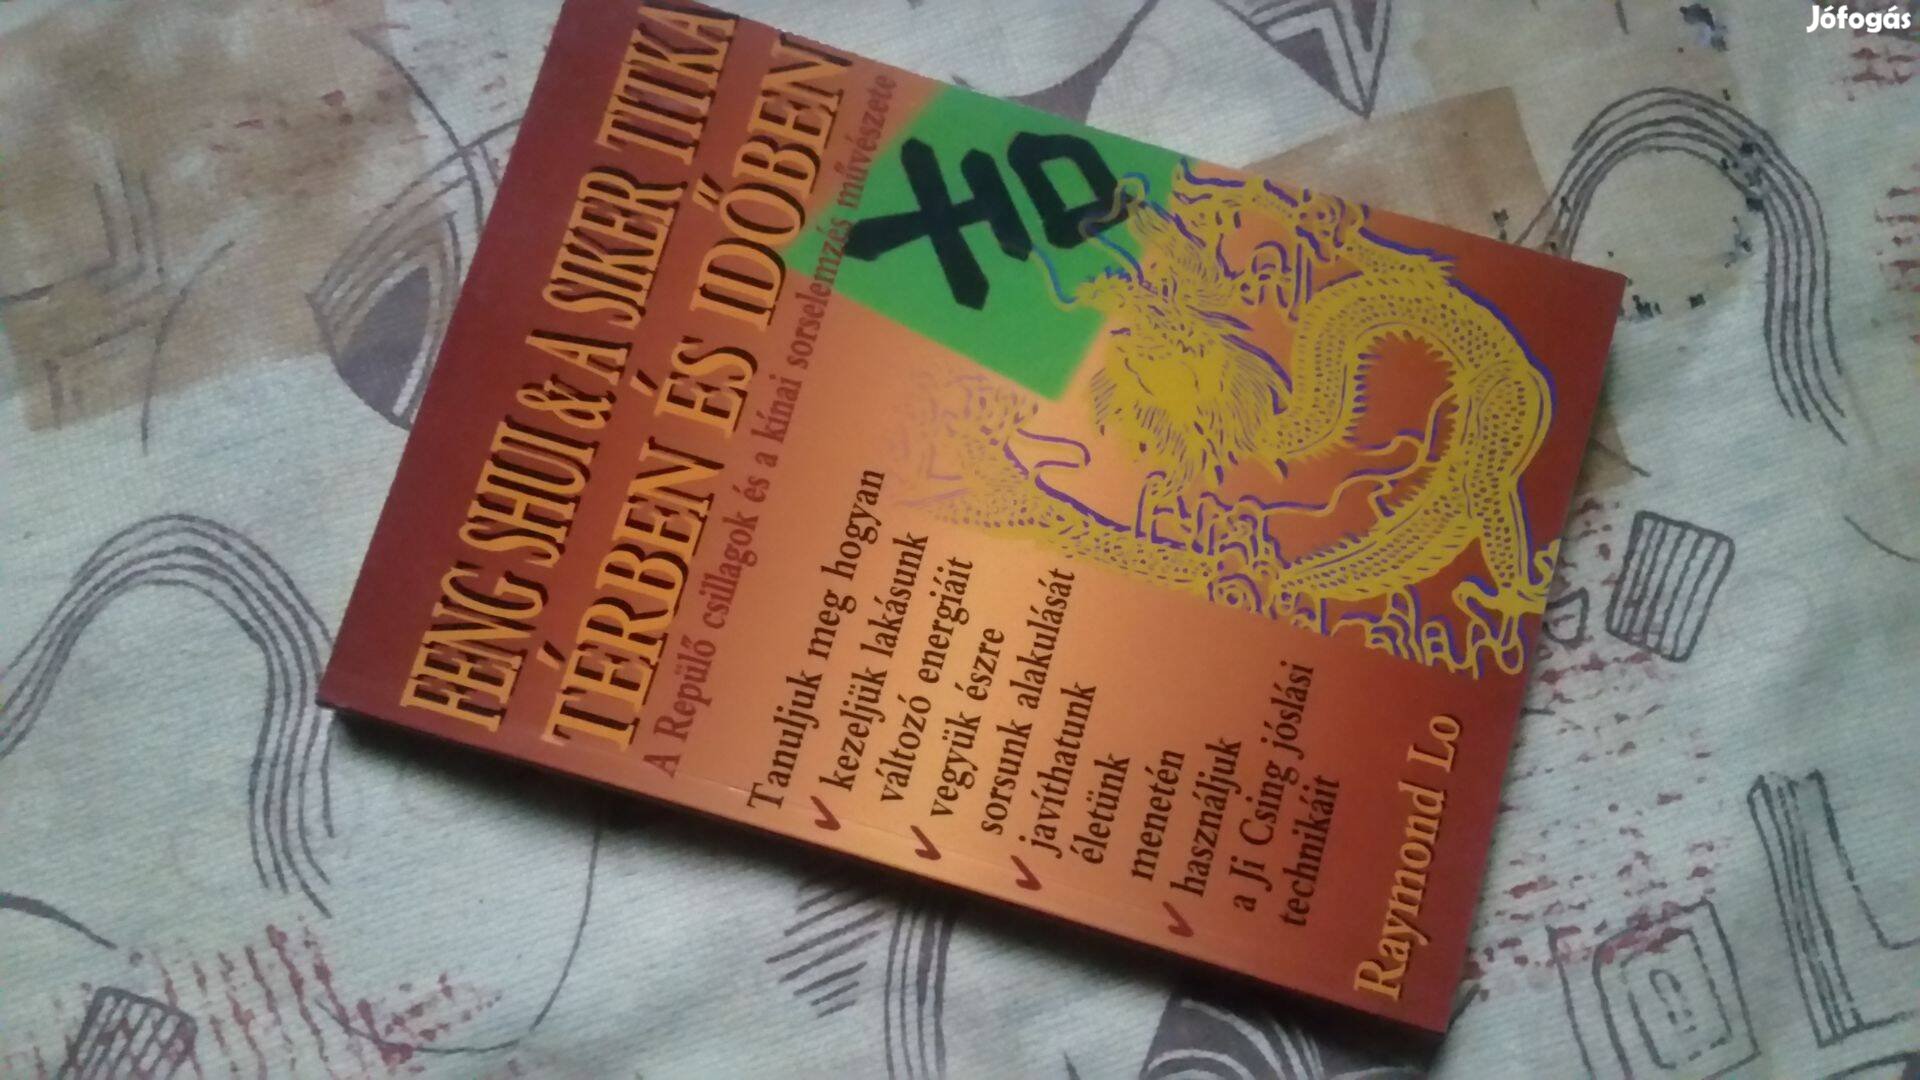 Jófogás
FENG SHUI & A SIKER TITKA
TÉRBEN ÉS IDŐBEN
A Repülő csillagok és a kínai sorselemzés művészete
Tanuljuk meg hogyan
✓ kezeljük lakásunk
változó energiáit
✓ vegyük észre
sorsunk alakulását
✓ javíthatunk
életünk
menetén
✓ használjuk
a Ji Csing jóslási
technikáit
Raymond Lo